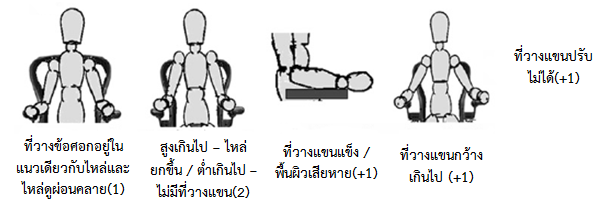 ที่วางข้อศอกอยู่ใน
แนวเดียวกับไหล่และ
ไหล่ดูผ่อนคลาย(1)
สูงเกินไป – ไหล่
ยกขึ้น / ต่ำเกินไป –
ไม่มีที่วางแขน(2)
ที่วางแขนแข็ง /
พื้นผิวเสียหาย(+1)
ที่วางแขนกว้าง
เกินไป (+1)
ที่วางแขนปรับ
ไม่ได้(+1)